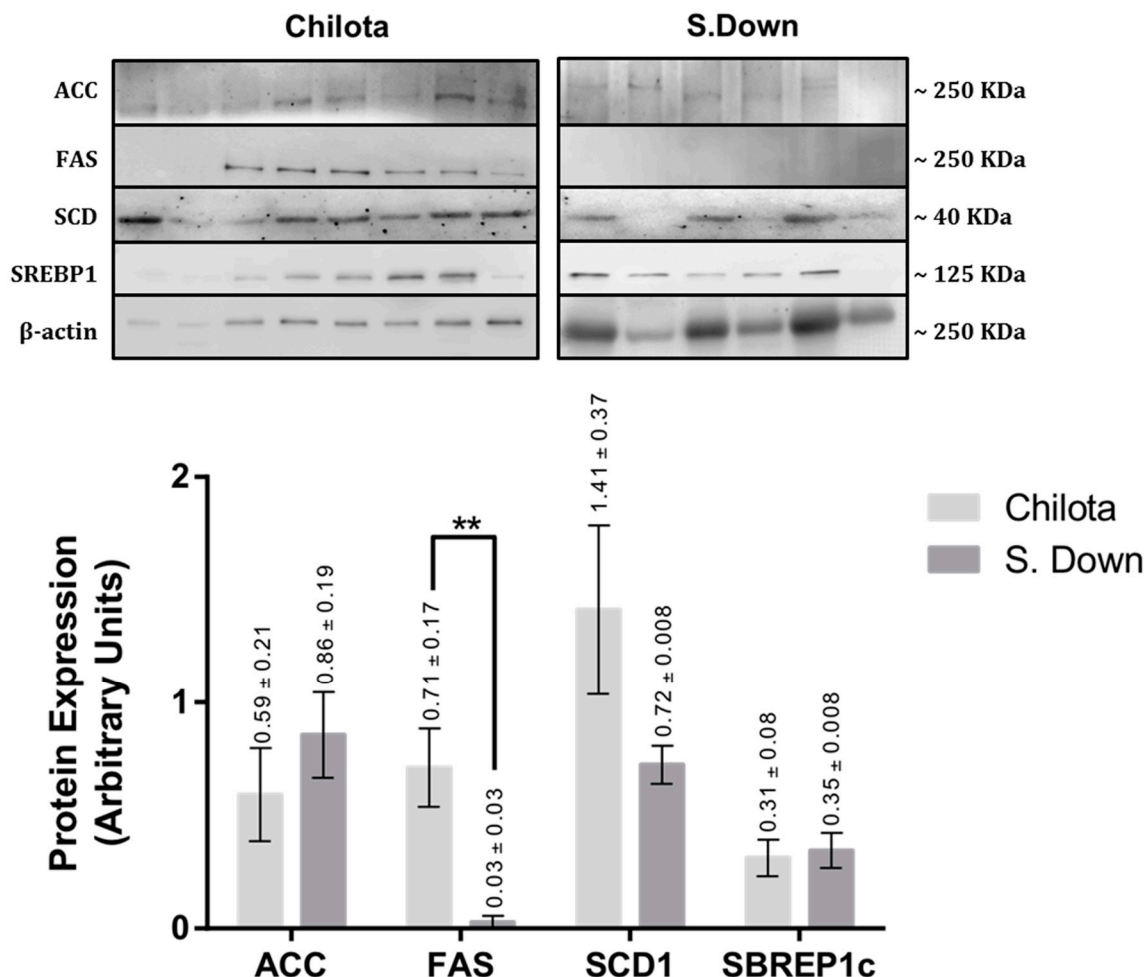 Chilota
S.Down
ACC
~ 250 KDa
FAS
~ 250 KDa
SCD
~ 40 KDa
SREBP1
~ 125 KDa
β-actin
~ 250 KDa
Protein Expression
(Arbitrary Units)
2
1
0
0.59 ± 0.21
0.86 ± 0.19
0.71 ± 0.17
**
0.03 ± 0.03
1.41 ± 0.37
0.72 ± 0.008
0.31 ± 0.08
0.35 ± 0.008
Chilota
S. Down
ACC
FAS
SCD1
SBREP1c